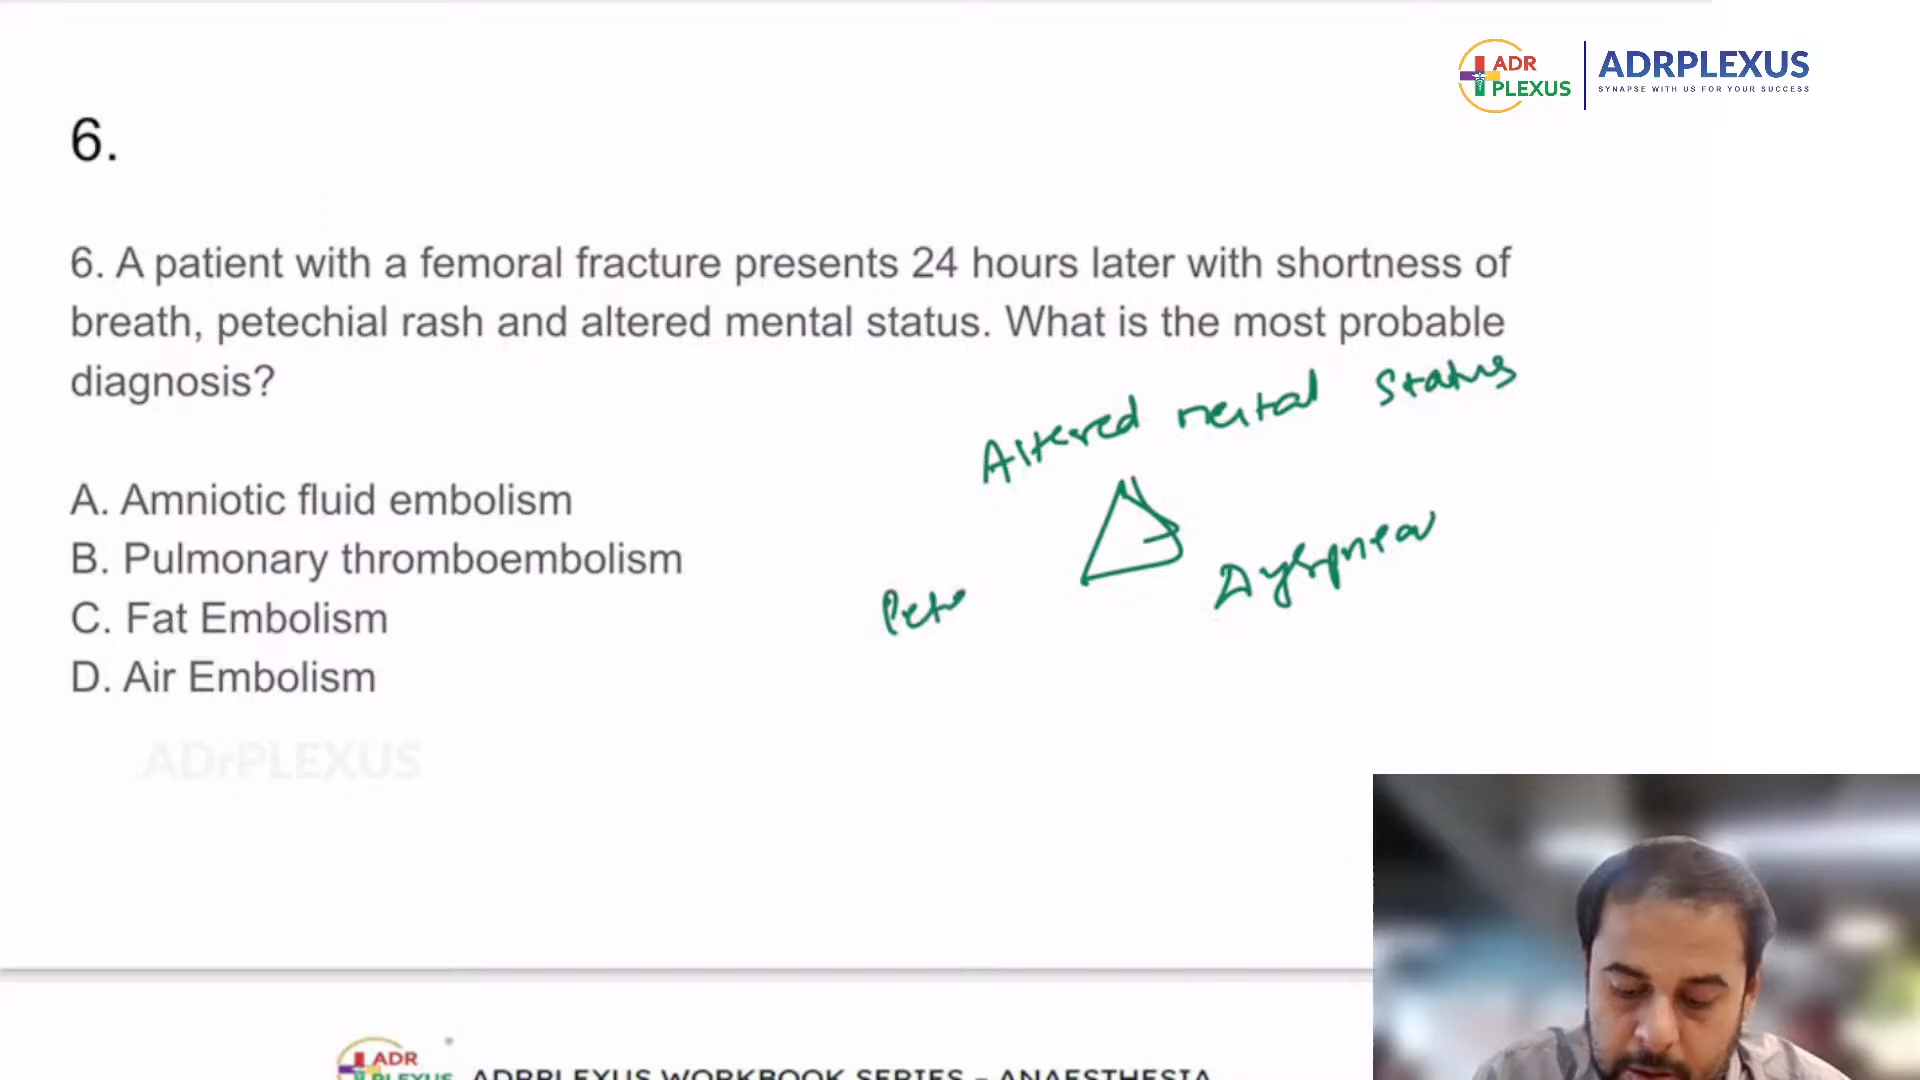 ADR
PLEXUS
ADRPLEXUS
SYNAPSE WITH US FOR YOUR SUCCESS
6.
6. A patient with a femoral fracture presents 24 hours later with shortness of
breath, petechial rash and altered mental status. What is the most probable
diagnosis?
Altered mental status
A. Amniotic fluid embolism
B. Pulmonary thromboembolism
Dyspnea
C. Fat Embolism
Pete
D. Air Embolism
ADrPLEXUS
ADR
PLEXUS
ADRPLEXUS WORKBOOK SERIES - ANAESTHESIA